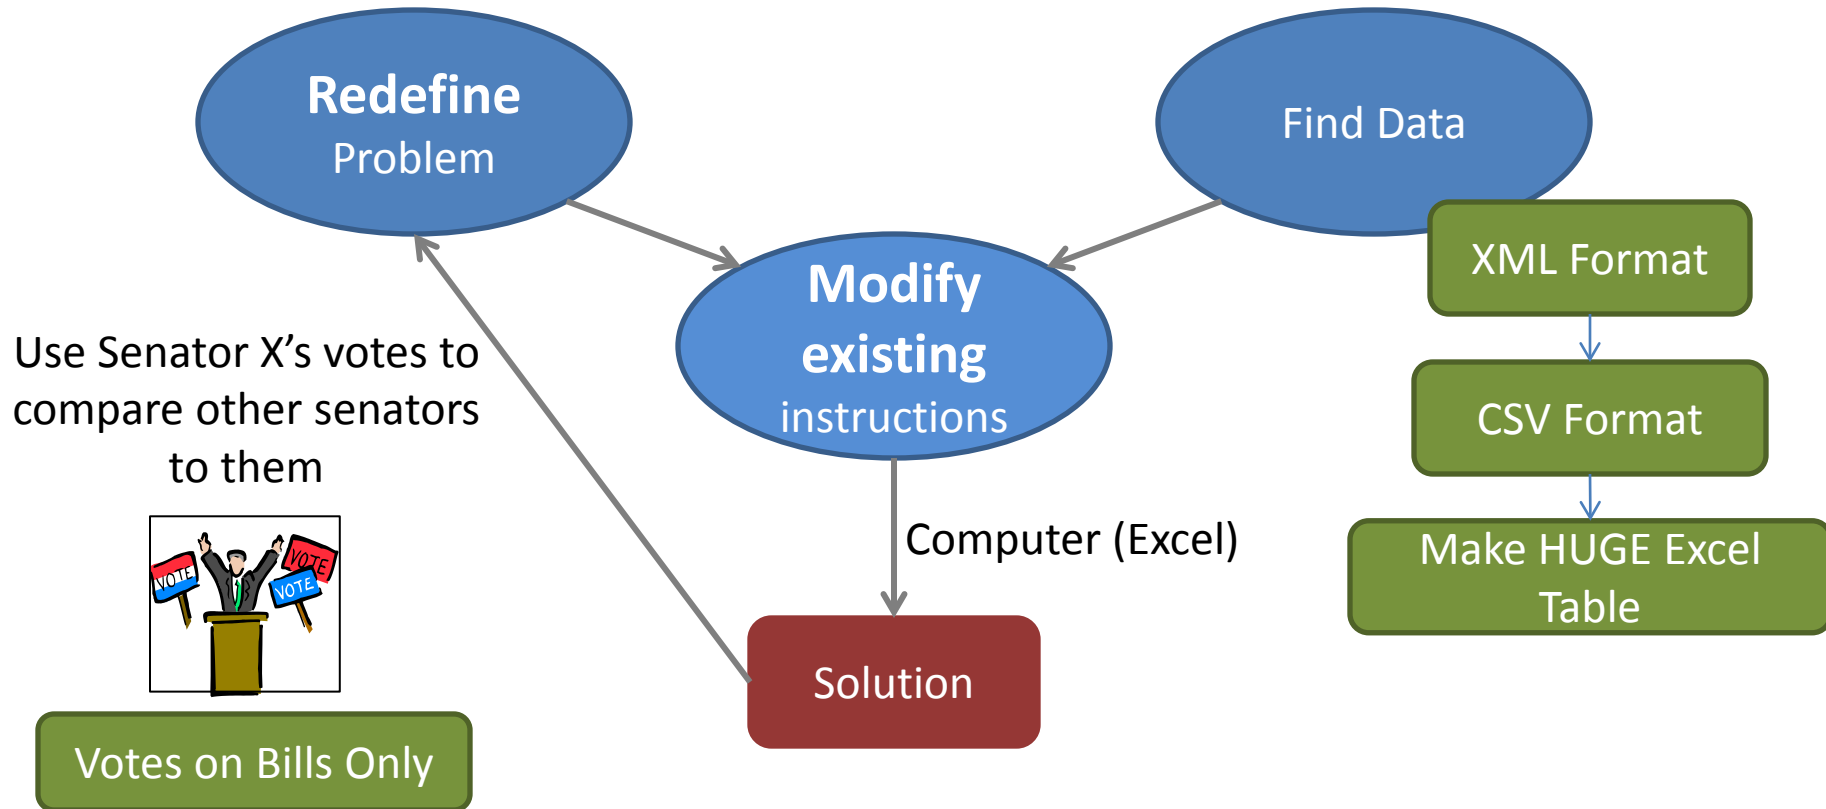 Redefine
Problem
Find Data
XML Format
Modify
existing
instructions
Use Senator X's votes to
compare other senators
to them
CSV Format
VOTE
VOTE
VOTE
Computer (Excel)
Make HUGE Excel
Table
Solution
Votes on Bills Only